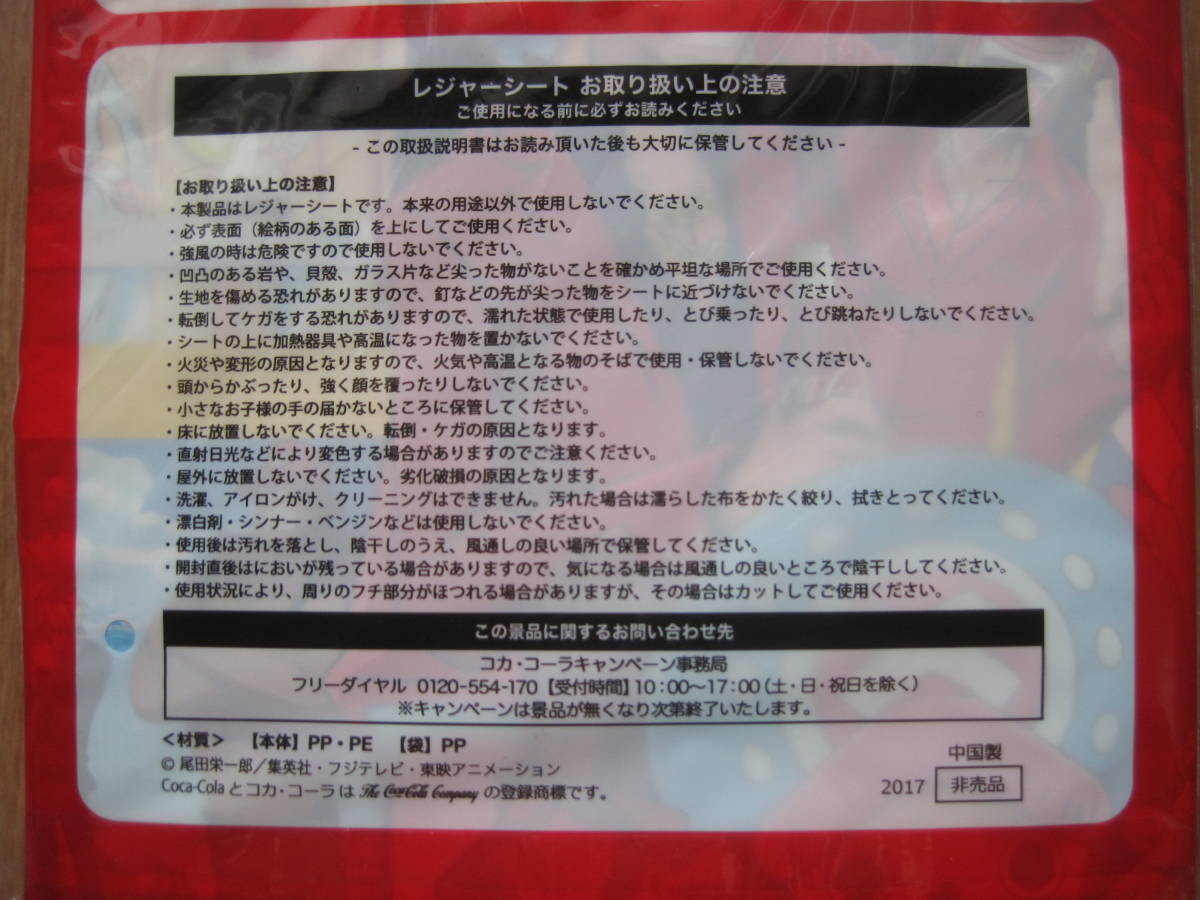 レジャーシート お取り扱い上の注意
ご使用になる前に必ずお読みください
- この取扱説明書はお読み頂いた後も大切に保管してください -
【お取り扱い上の注意】
・本製品はレジャーシートです。本来の用途以外で使用しないでください。
・必ず表面（絵柄のある面）を上にしてご使用ください。
・強風の時は危険ですので使用しないでください。
・凹凸のある岩や、貝殻、ガラス片など尖った物がないことを確かめ平坦な場所でご使用ください。
・生地を傷める恐れがありますので、釘などの先が尖った物をシートに近づけないでください。
・転倒してケガをする恐れがありますので、濡れた状態で使用したり、とび乗ったり、とび跳ねたりしないでください。
・シートの上に加熱器具や高温になった物を置かないでください。
・火災や変形の原因となりますので、火気や高温となる物のそばで使用・保管しないでください。
・頭からかぶったり、強く顔を覆ったりしないでください。
・小さなお子様の手の届かないところに保管してください。
・床に放置しないでください。転倒・ケガの原因となります。
・直射日光などにより変色する場合がありますのでご注意ください。
・屋外に放置しないでください。劣化破損の原因となります。
・洗濯、アイロンがけ、クリーニングはできません。汚れた場合は濡らした布をかたく絞り、拭きとってください。
・漂白剤・シンナー・ベンジンなどは使用しないでください。
・使用後は汚れを落とし、陰干しのうえ、風通しの良い場所で保管してください。
・開封直後はにおいが残っている場合がありますので、気になる場合は風通しの良いところで陰干ししてください。
・使用状況により、周りのフチ部分がほつれる場合がありますが、その場合はカットしてご使用ください。
この景品に関するお問い合わせ先
コカ・コーラキャンペーン事務局
フリーダイヤル 0120-554-170【受付時間】10：00〜17：00（土・日・祝日を除く）
※キャンペーンは景品が無くなり次第終了いたします。
＜材質＞ 【本体】PP・PE 【袋】PP
© 尾田栄一郎／集英社・フジテレビ・東映アニメーション
Coca-Cola とコカ・コーラは The Coca-Cola Company の登録商標です。
中国製
2017 非売品